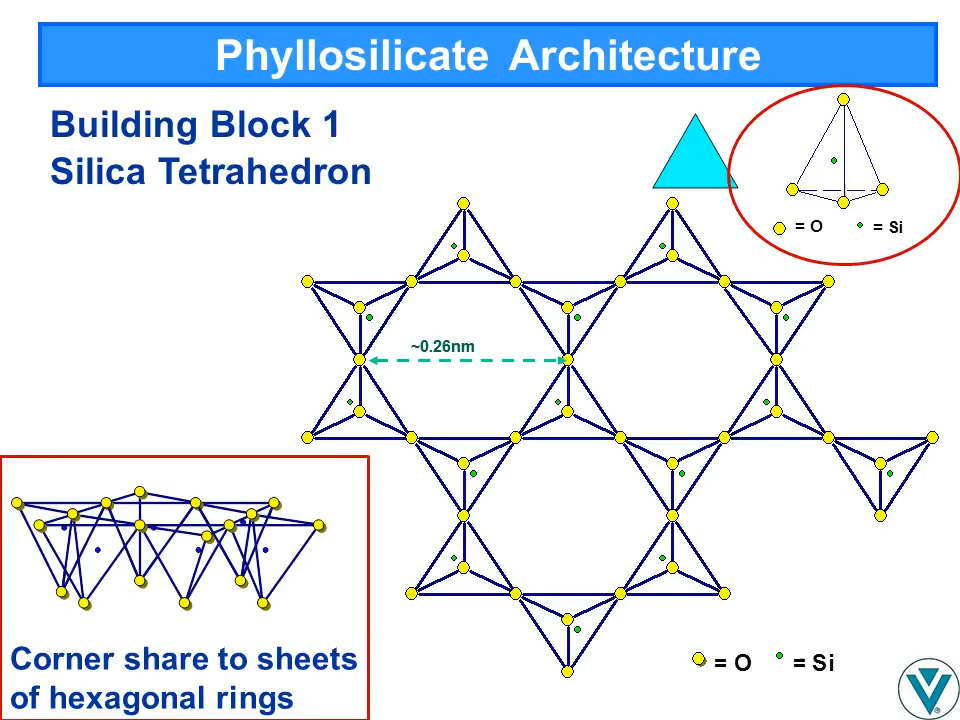 Phyllosilicate Architecture
Building Block 1
Silica Tetrahedron
= O = Si
~0.26nm
Corner share to sheets
of hexagonal rings
= O = Si